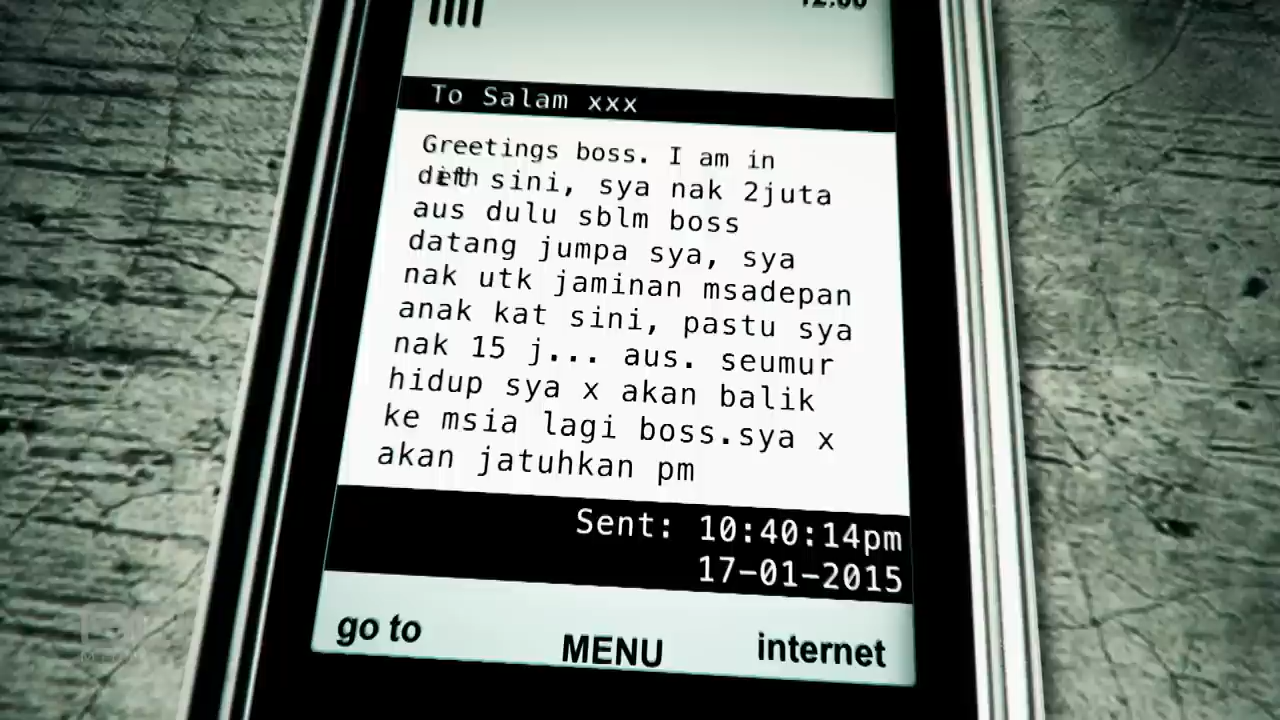 To Salam xxx
Greetings boss. I am in
sini, sya nak 2juta
aus dulu sblm boss
datang jumpa sya, sya
nak utk jaminan msadepan
anak kat sini, pastu sya
nak 15 j... aus. seumur
hidup sya x akan balik
ke msia lagi boss.sya x
akan jatuhkan pm
Sent: 10:40:14pm
17-01-2015
go to MENU internet